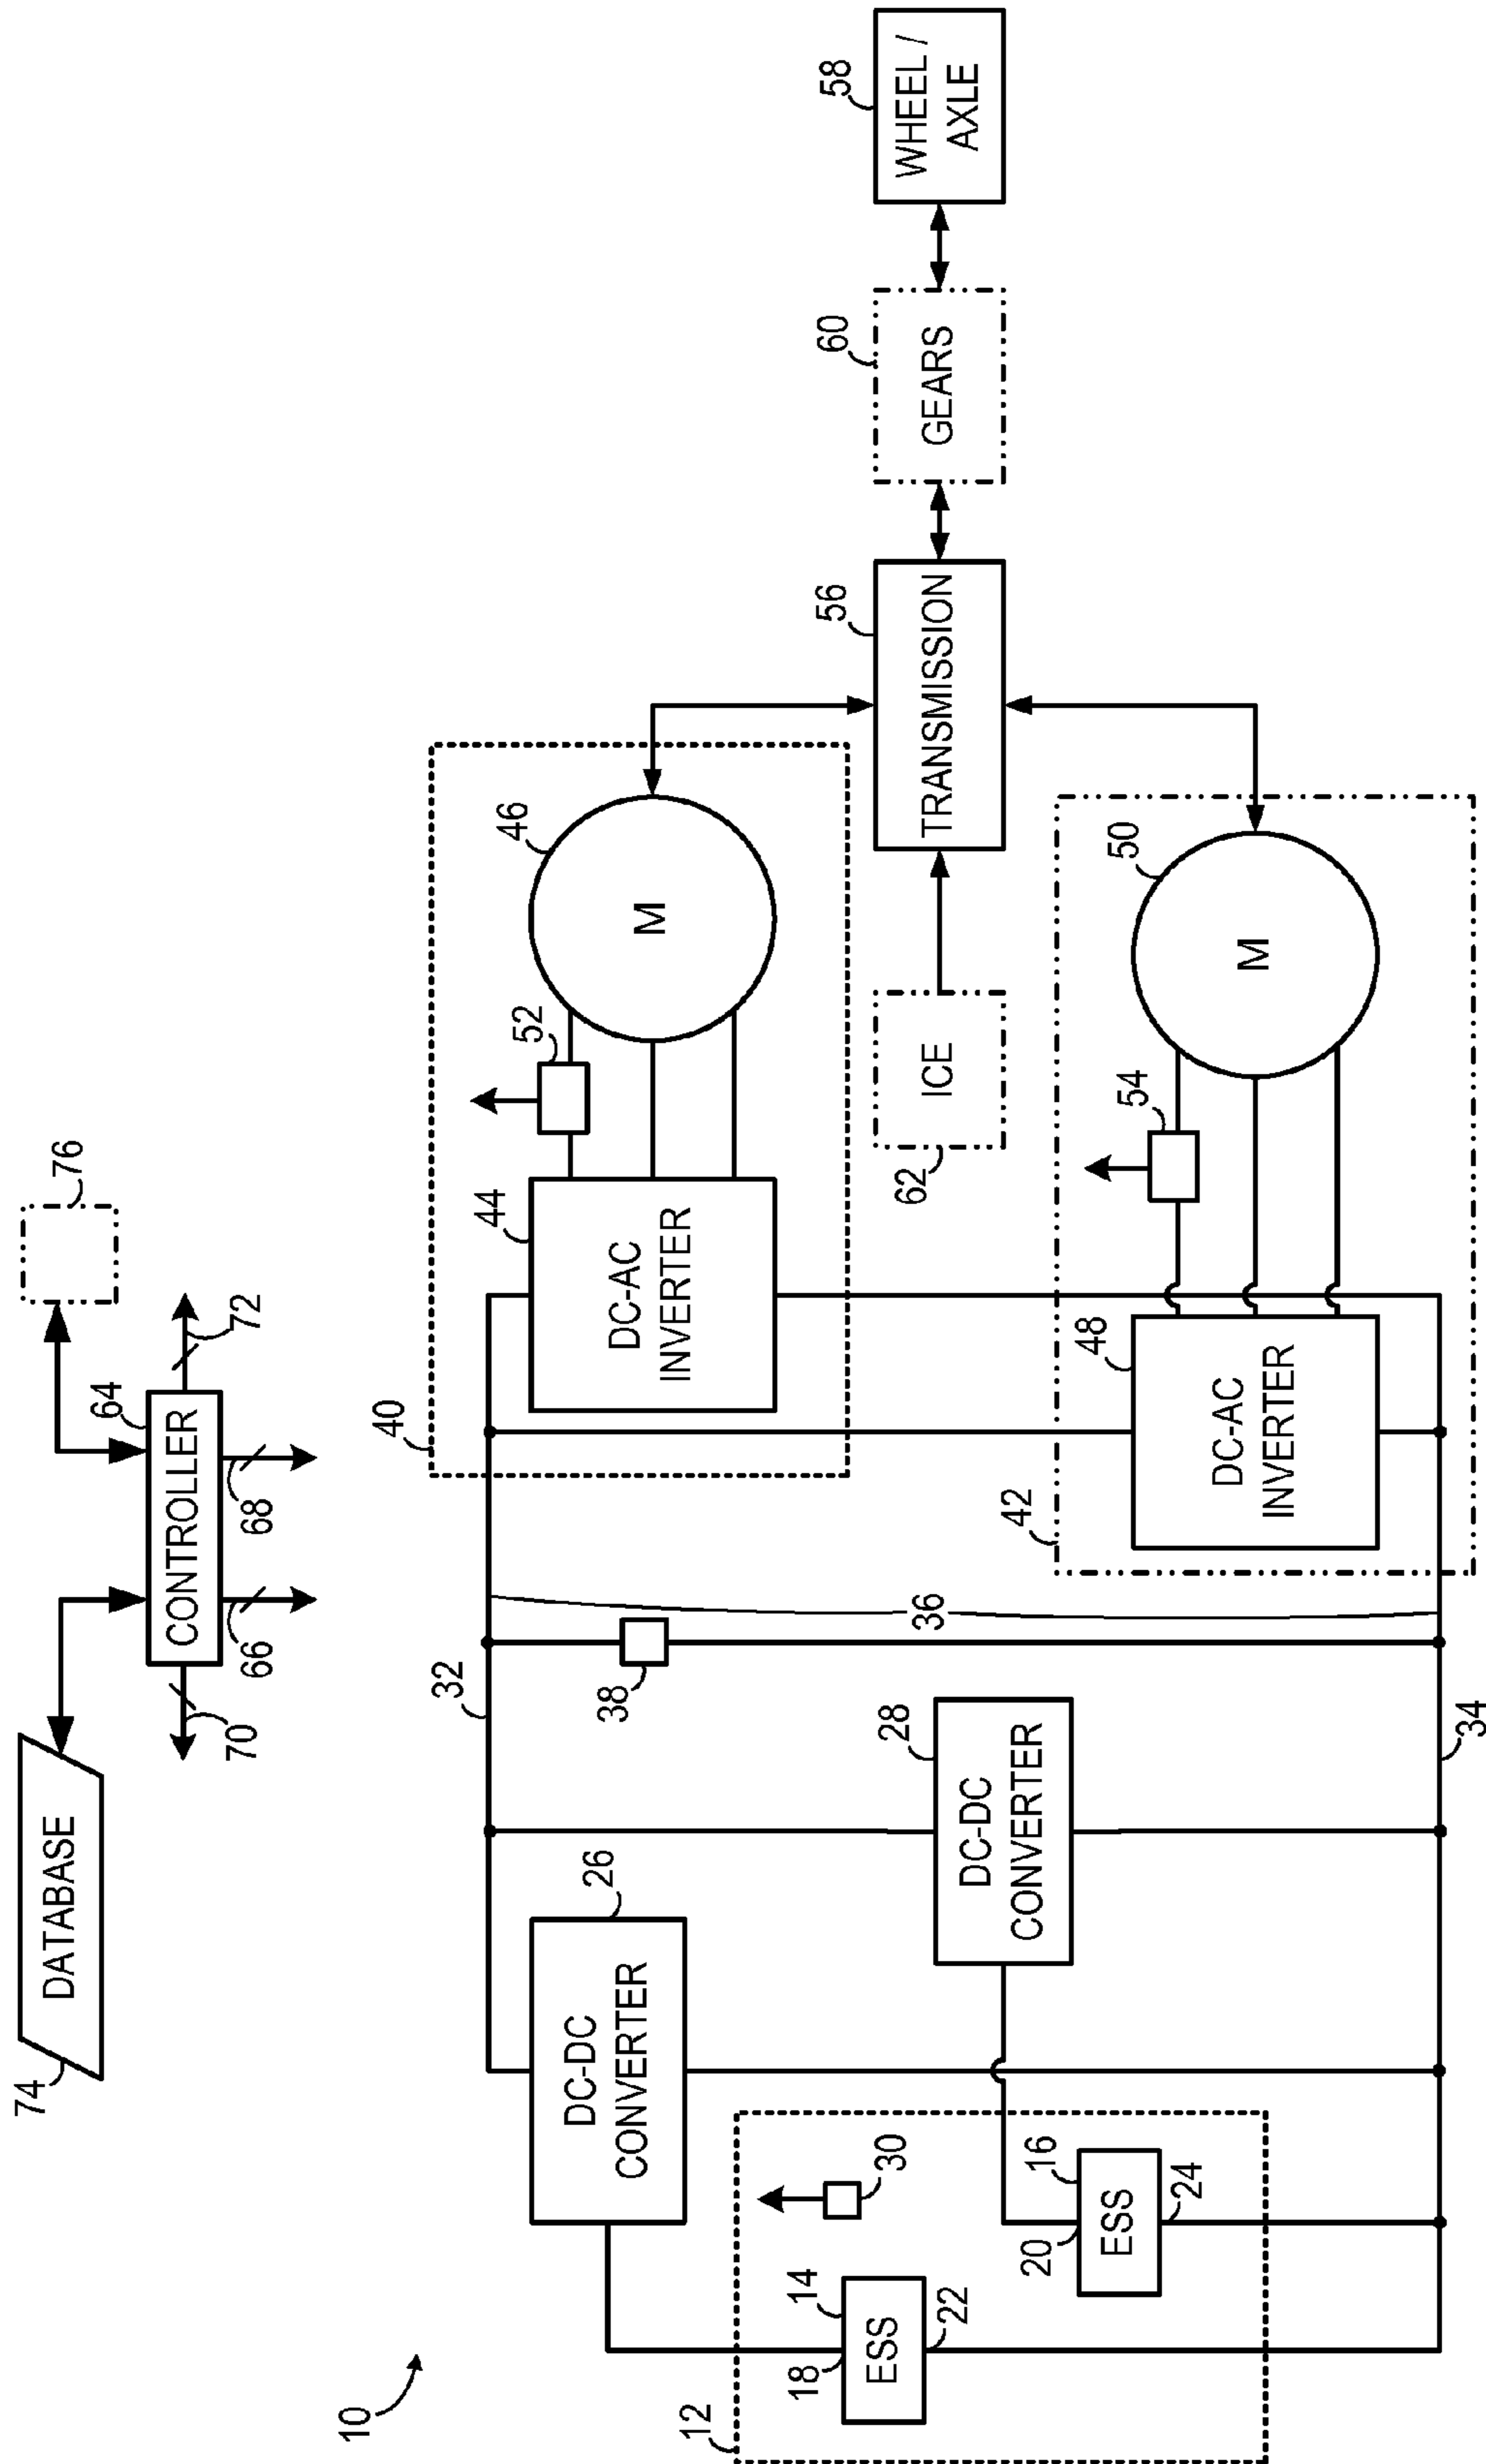 74
DATABASE
64
CONTROLLER
76
70
66
68
72
10
12
18
14
ESS
22
30
20
16
ESS
24
26
DC-DC
CONVERTER
28
DC-DC
CONVERTER
32
38
36
34
40
44
DC-AC
INVERTER
52
46
M
42
48
DC-AC
INVERTER
54
50
M
62
ICE
56
TRANSMISSION
60
GEARS
58
WHEEL /
AXLE